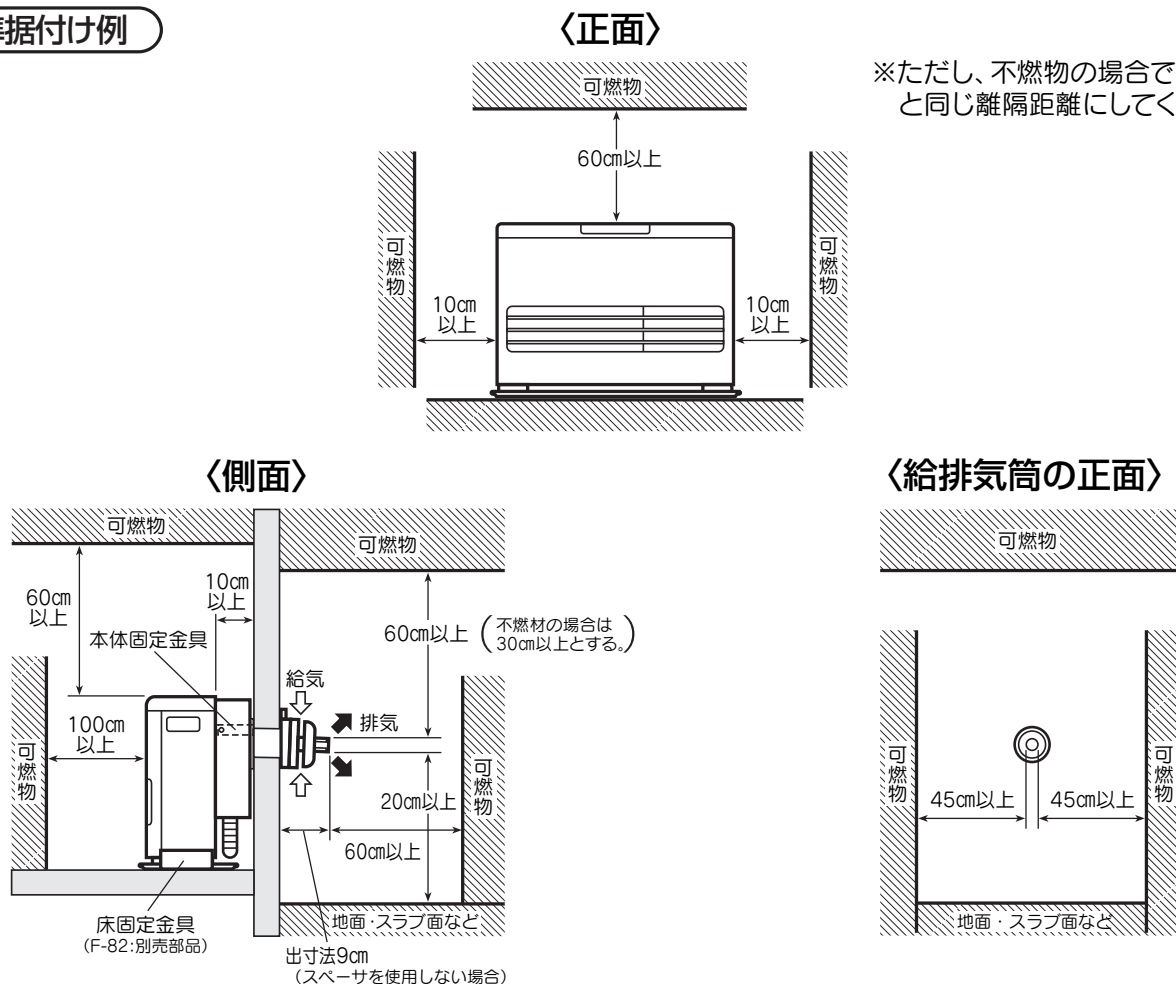 据付け例
〈正面〉
※ただし、不燃物の場合で
と同じ離隔距離にしてく
可燃物
60㎝以上
可燃物
可燃物
10㎝
以上
10㎝
以上
〈側面〉
可燃物
可燃物
60㎝
以上
10㎝
以上
本体固定金具
60㎝以上
(不燃材の場合は
30㎝以上とする。)
給気
排気
100㎝
以上
可燃物
可燃物
20㎝以上
60㎝以上
地面・スラブ面など
床固定金具
(F-82:別売部品)
出寸法9㎝
(スペーサを使用しない場合)
〈給排気筒の正面〉
可燃物
可燃物
可燃物
45㎝以上
45㎝以上
地面・スラブ面など